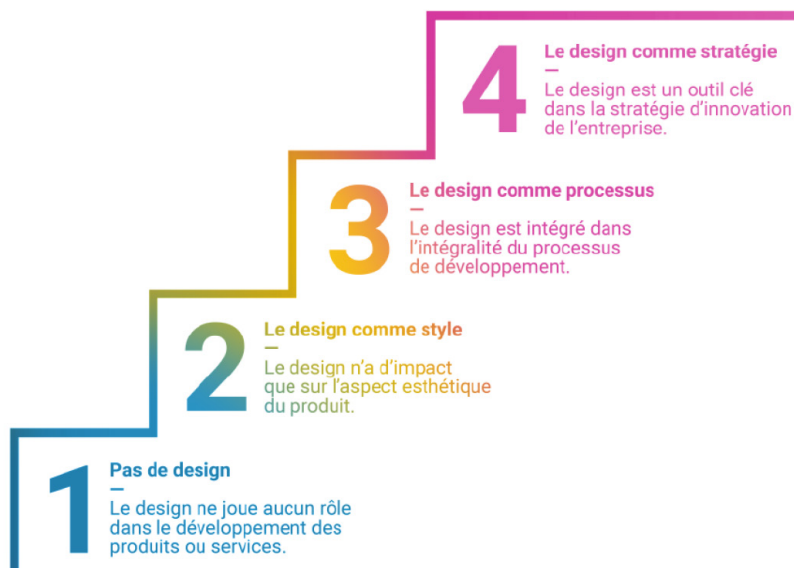 4
Le design comme stratégie
—
Le design est un outil clé
dans la stratégie d'innovation
de l'entreprise.
3
Le design comme processus
—
Le design est intégré dans
l'intégralité du processus
de développement.
2
Le design comme style
—
Le design n'a d'impact
que sur l'aspect esthétique
du produit.
1
Pas de design
—
Le design ne joue aucun rôle
dans le développement des
produits ou services.